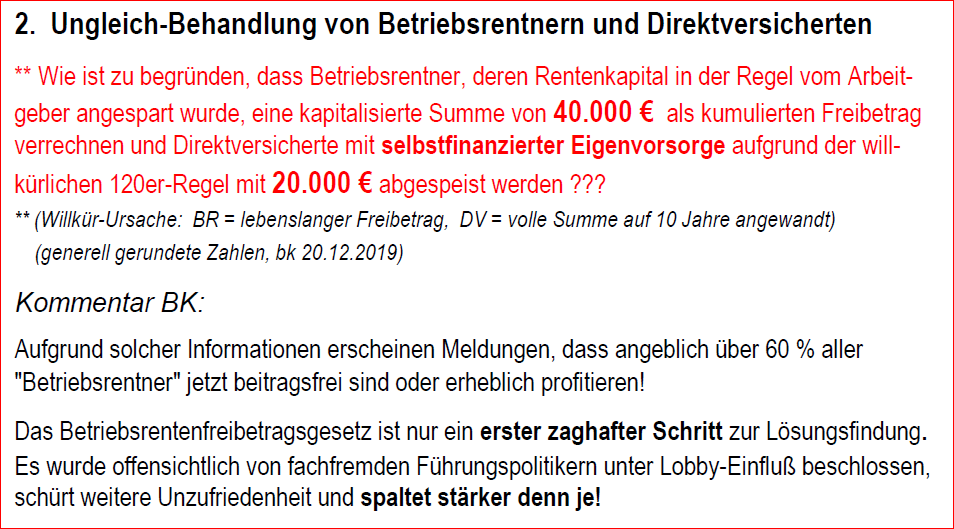 2. Ungleich-Behandlung von Betriebsrentnern und Direktversicherten
** Wie ist zu begründen, dass Betriebsrentner, deren Rentenkapital in der Regel vom Arbeit-
geber angespart wurde, eine kapitalisierte Summe von 40.000 € als kumulierten Freibetrag
verrechnen und Direktversicherte mit selbstfinanzierter Eigenvorsorge aufgrund der will-
kürlichen 120er-Regel mit 20.000 € abgespeist werden ???
** (Willkür-Ursache: BR = lebenslanger Freibetrag, DV = volle Summe auf 10 Jahre angewandt)
(generell gerundete Zahlen, bk 20.12.2019)
Kommentar BK:
Aufgrund solcher Informationen erscheinen Meldungen, dass angeblich über 60 % aller
"Betriebsrentner" jetzt beitragsfrei sind oder erheblich profitieren!
Das Betriebsrentenfreibetragsgesetz ist nur ein erster zaghafter Schritt zur Lösungsfindung.
Es wurde offensichtlich von fachfremden Führungspolitikern unter Lobby-Einfluß beschlossen,
schürt weitere Unzufriedenheit und spaltet stärker denn je!